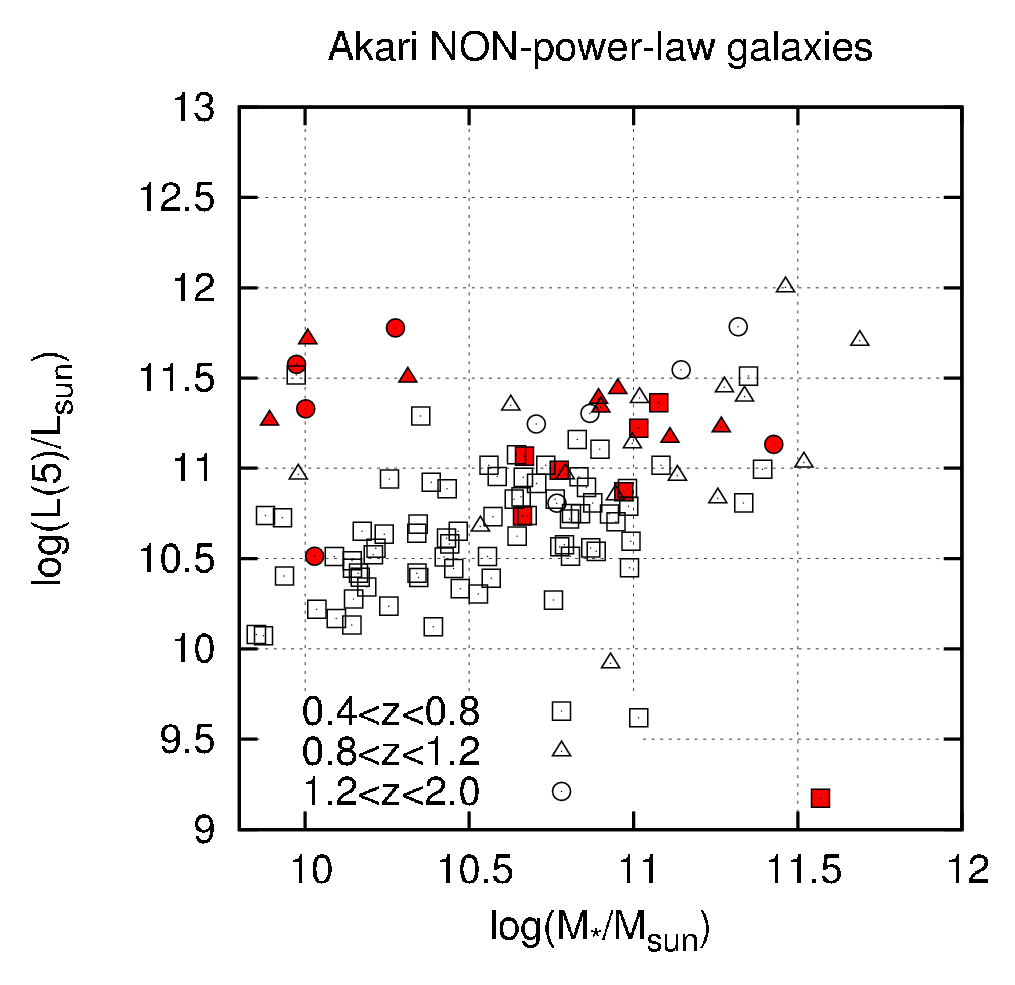 Akari NON-power-law galaxies
13
12.5
12
11.5
11
10.5
10
9.5
9
log(L(5)/Lsun)
0.4<z<0.8
0.8<z<1.2
1.2<z<2.0
10 10.5 11 11.5 12
log(M*/Msun)